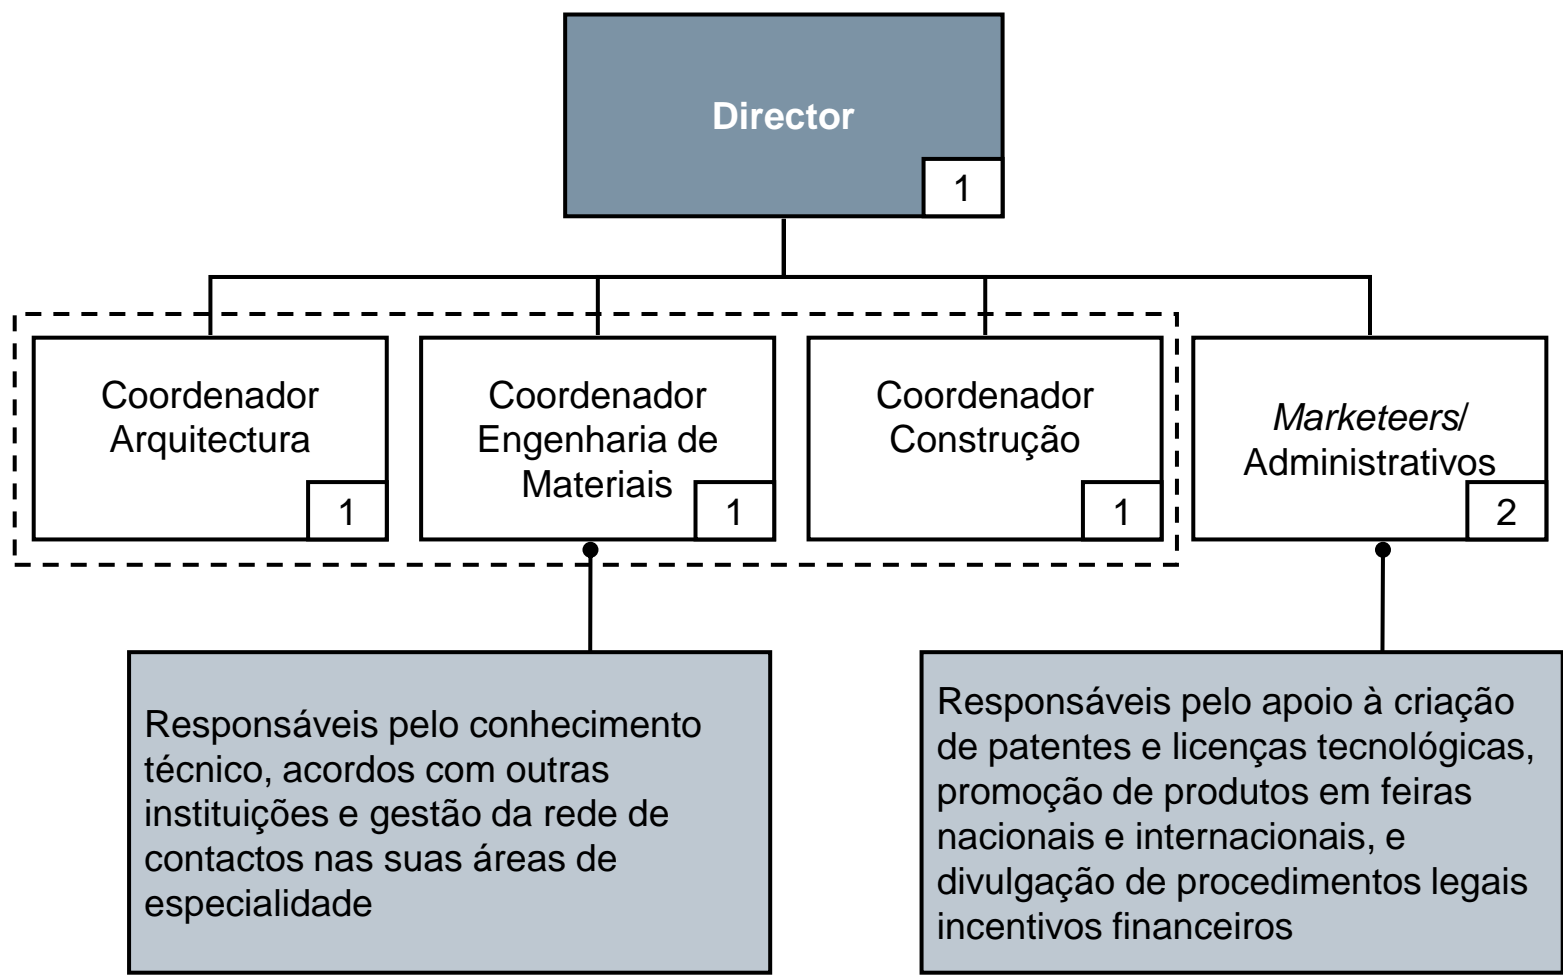 Director
1
Coordenador
Arquitectura
1
Coordenador
Engenharia de
Materiais
1
Coordenador
Construção
1
Marketeers/
Administrativos
2
Responsáveis pelo conhecimento
técnico, acordos com outras
instituições e gestão da rede de
contactos nas suas áreas de
especialidade
Responsáveis pelo apoio à criação
de patentes e licenças tecnológicas,
promoção de produtos em feiras
nacionais e internacionais, e
divulgação de procedimentos legais
incentivos financeiros